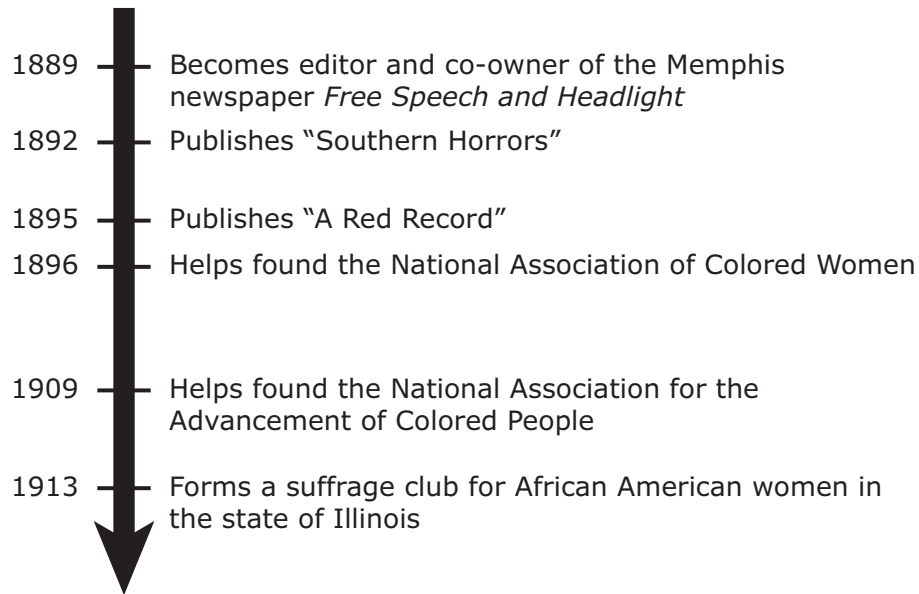 1889 Becomes editor and co-owner of the Memphis
newspaper Free Speech and Headlight
1892 Publishes “Southern Horrors”
1895 Publishes “A Red Record”
1896 Helps found the National Association of Colored Women
1909 Helps found the National Association for the
Advancement of Colored People
1913 Forms a suffrage club for African American women in
the state of Illinois